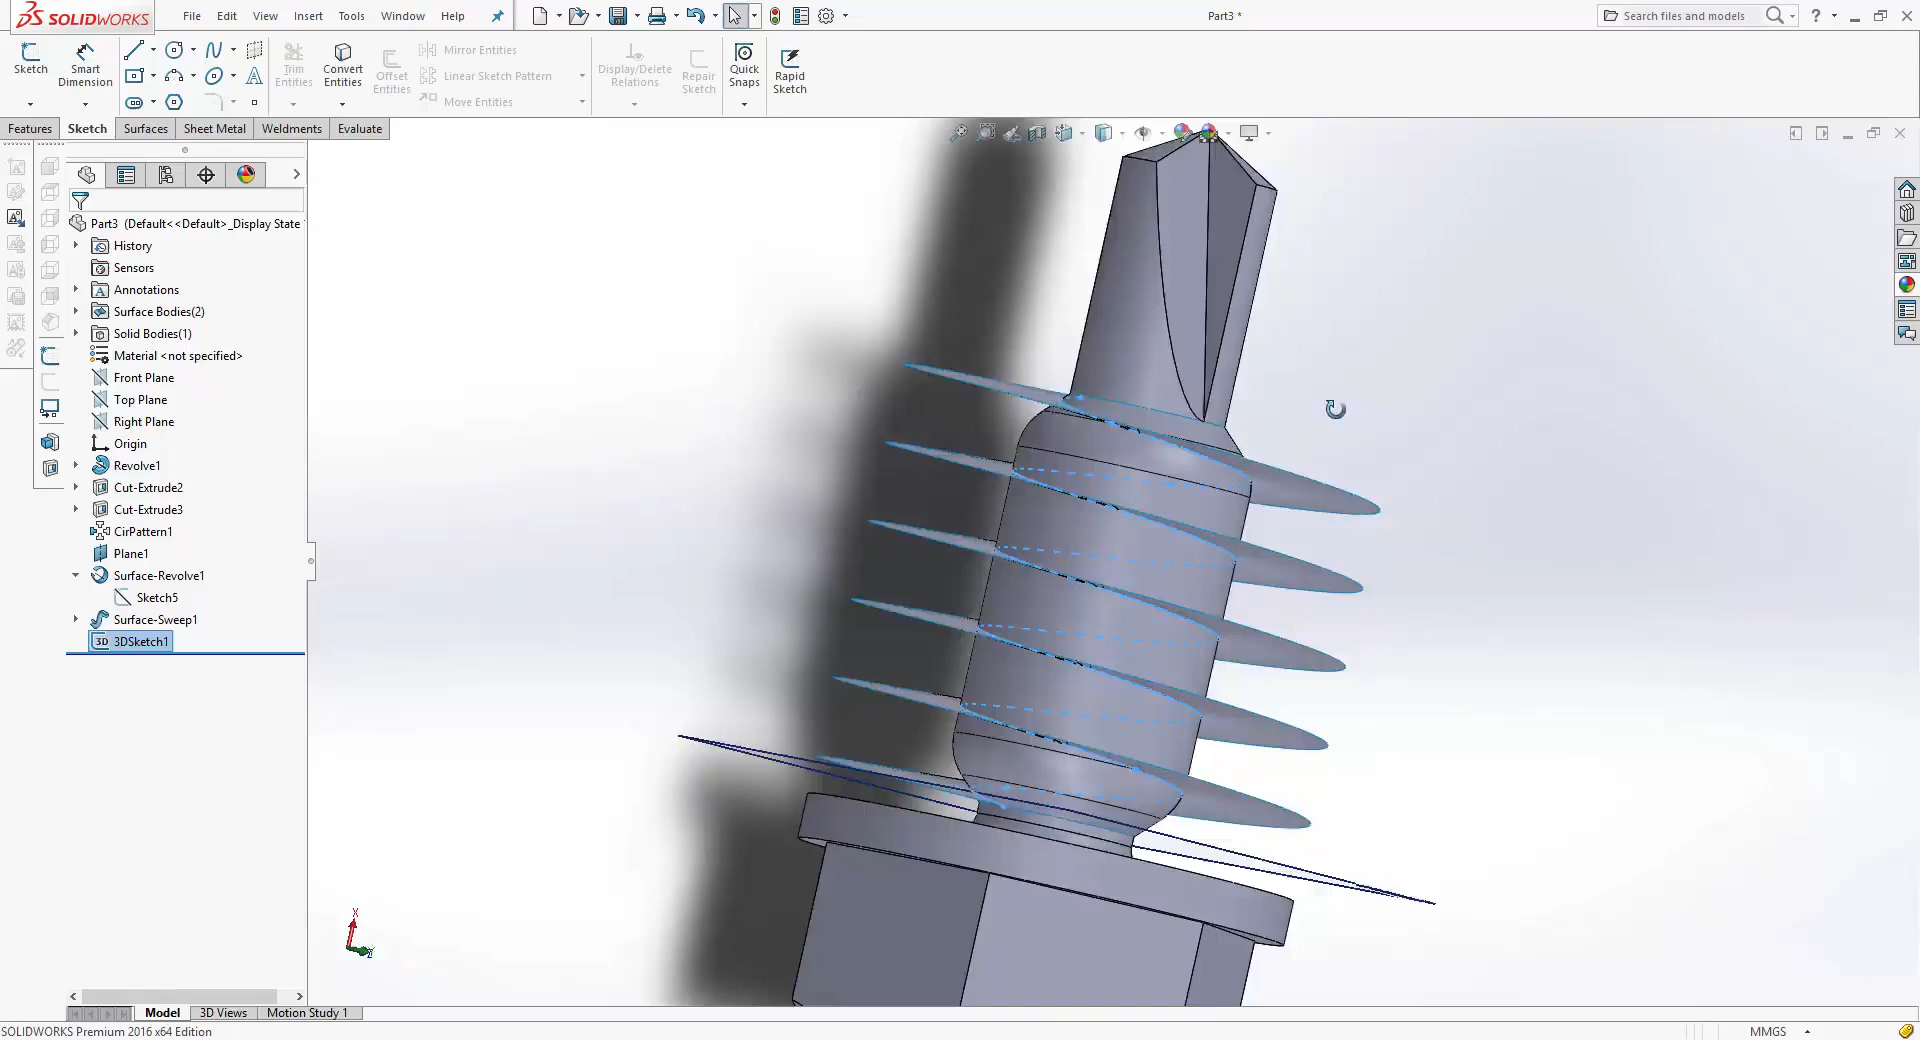 SOLIDWORKS
File Edit View Insert Tools Window Help
Part3 *
Search files and models
Sketch
Smart Dimension
Trim Entities
Convert Entities
Offset Entities
Mirror Entities
Linear Sketch Pattern
Move Entities
Display/Delete Relations
Repair Sketch
Quick Snaps
Rapid Sketch
Features Sketch Surfaces Sheet Metal Weldments Evaluate
Part3 (Default<<Default>_Display State
History
Sensors
Annotations
Surface Bodies(2)
Solid Bodies(1)
Material <not specified>
Front Plane
Top Plane
Right Plane
Origin
Revolve1
Cut-Extrude2
Cut-Extrude3
CirPattern1
Plane1
Surface-Revolve1
Sketch5
Surface-Sweep1
3D 3DSketch1
X
Z
Model 3D Views Motion Study 1
SOLIDWORKS Premium 2016 x64 Edition
MMGS